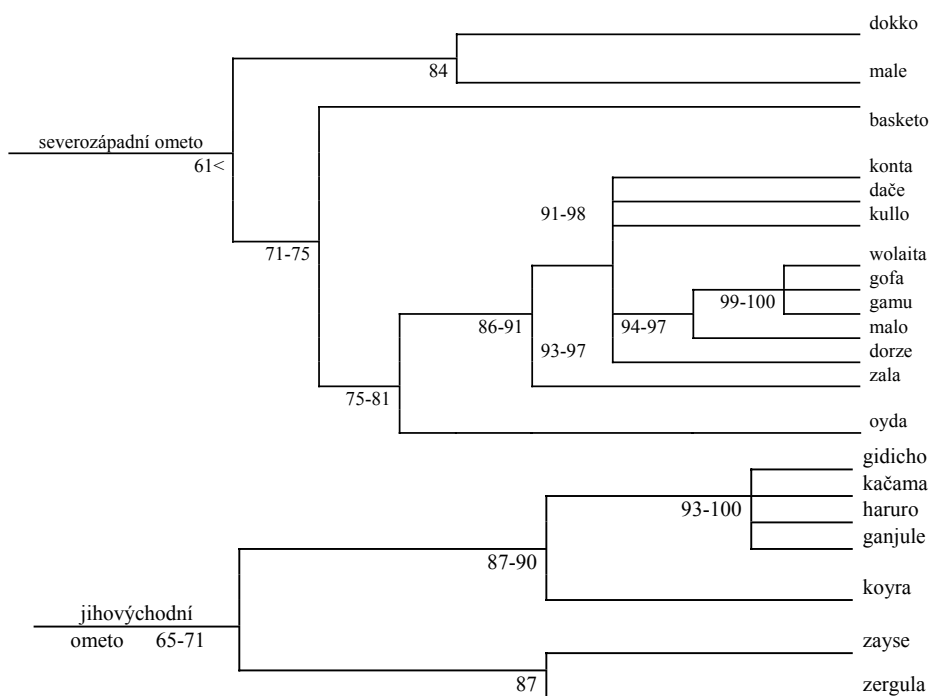 dokko
84
male
severozápadní ometo
basketo
61<
konta
dače
91-98
kullo
71-75
wolaita
gofa
99-100
gamu
86-91
94-97
malo
93-97
dorze
zala
75-81
oyda
gidicho
kačama
93-100
haruro
ganjule
87-90
koyra
jihovýchodní
ometo 65-71
zayse
87
zergula